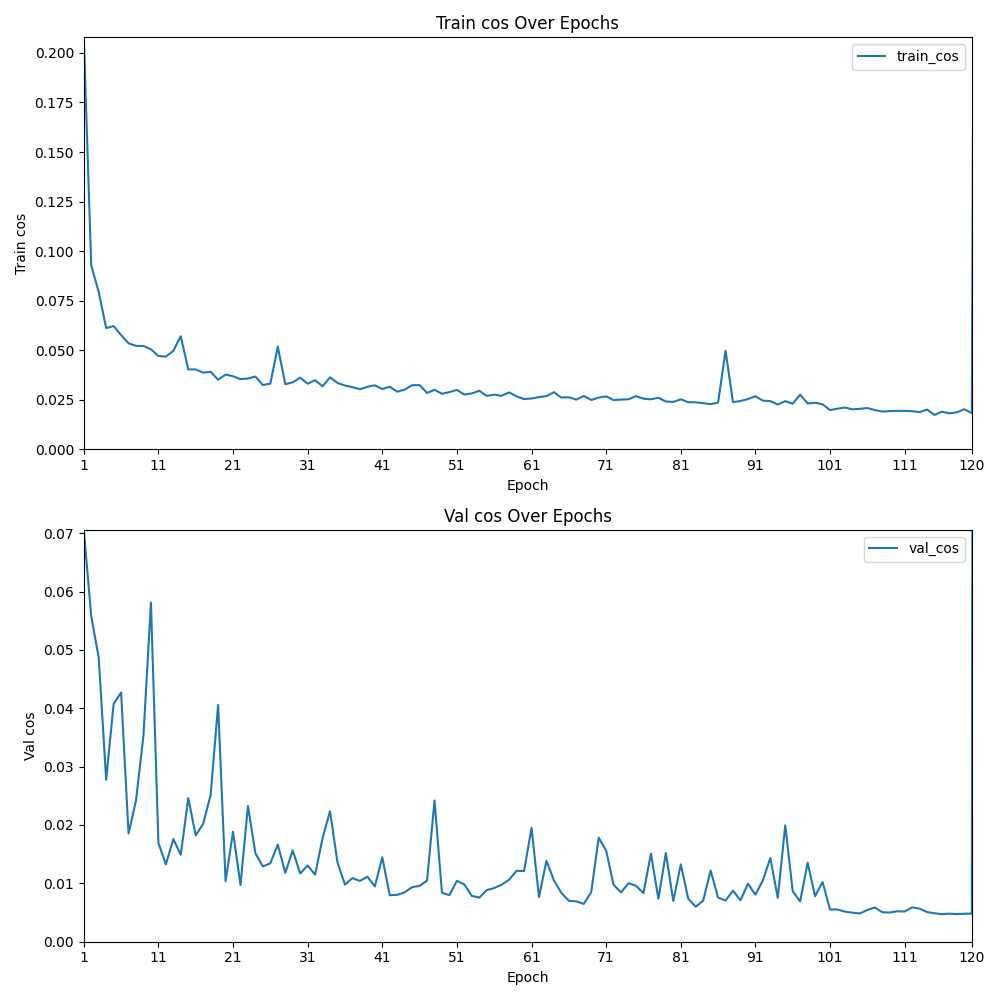 Train cos Over Epochs
train_cos
Train cos
0.200
0.175
0.150
0.125
0.100
0.075
0.050
0.025
0.000
1 11 21 31 41 51 61 71 81 91 101 111 120
Epoch
Val cos Over Epochs
val_cos
Val cos
0.07
0.06
0.05
0.04
0.03
0.02
0.01
0.00
1 11 21 31 41 51 61 71 81 91 101 111 120
Epoch